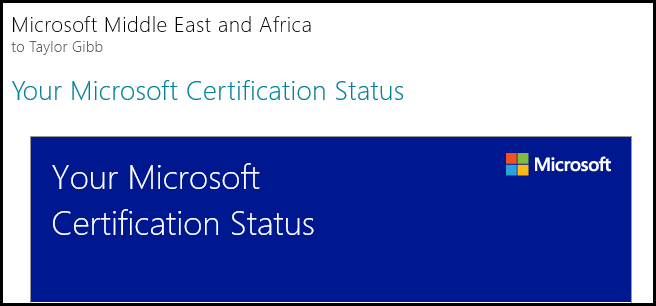 Microsoft Middle East and Africa
to Taylor Gibb
Your Microsoft Certification Status
Your Microsoft
Certification Status
Microsoft